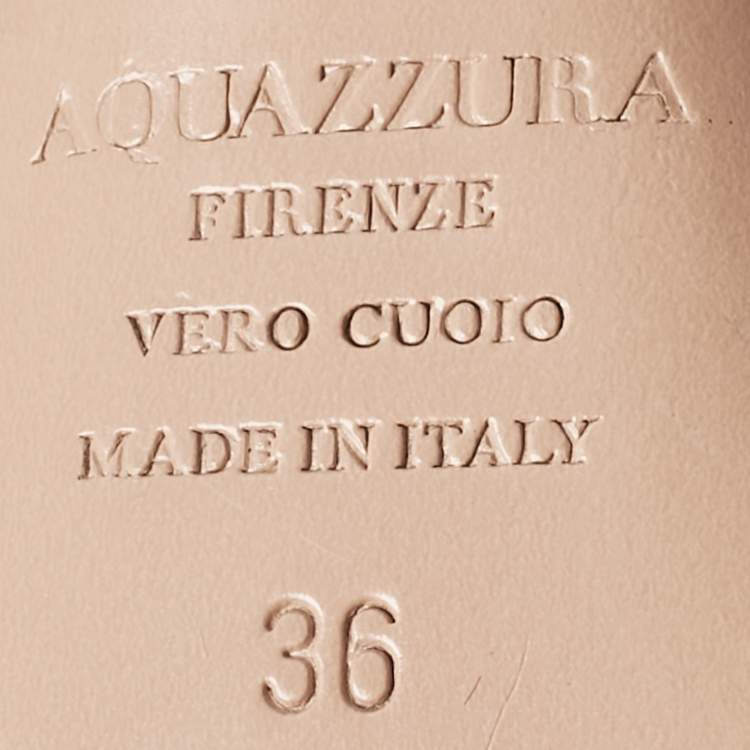 AQUAZZURA
FIRENZE
VERO CUOIO
MADE IN ITALY
36